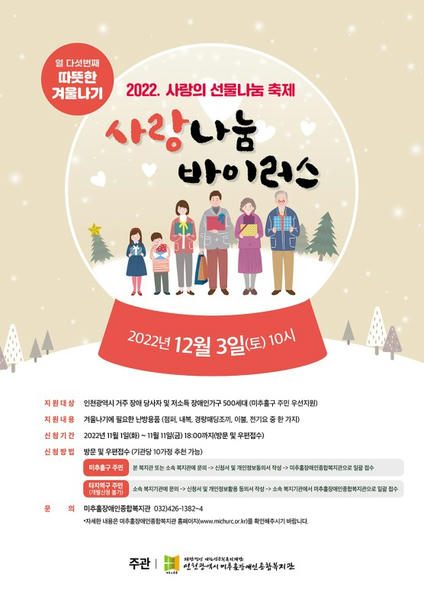 열 다섯번째
따뜻한
겨울나기
2022. 사랑의 선물나눔 축제
사랑나눔
바이러스
2022년 12월 3일(토) 10시
지원대상 인천광역시 거주 장애 당사자 및 저소득 장애인가구 500세대 (미추홀구 주민 우선지원)
지원내용 겨울나기에 필요한 난방용품 (점퍼, 내복, 경량패딩조끼, 이불, 전기요 중 한 가지)
신청기간 2022년 11월 1일(화) ~ 11월 11일(금) 18:00까지(방문 및 우편접수)
신청방법 방문 및 우편접수 (기관당 10가정 추천 가능)
미추홀구 주민 본 복지관 또는 소속 복지관에 문의 -> 신청서 및 개인정보동의서 작성 -> 미추홀장애인종합복지관으로 일괄 접수
타지역구 주민
(개별신청 불가) 소속 복지기관에 문의 -> 신청서 및 개인정보활용 동의서 작성 -> 소속 복지기관에서 미추홀장애인종합복지관으로 일괄 접수
문의 미추홀장애인종합복지관 032)426-1382~4
*자세한 내용은 미추홀장애인종합복지관 홈페이지(www.michurc.or.kr)를 확인해주시기 바랍니다.
주관
인천광역시미추홀장애인종합복지관